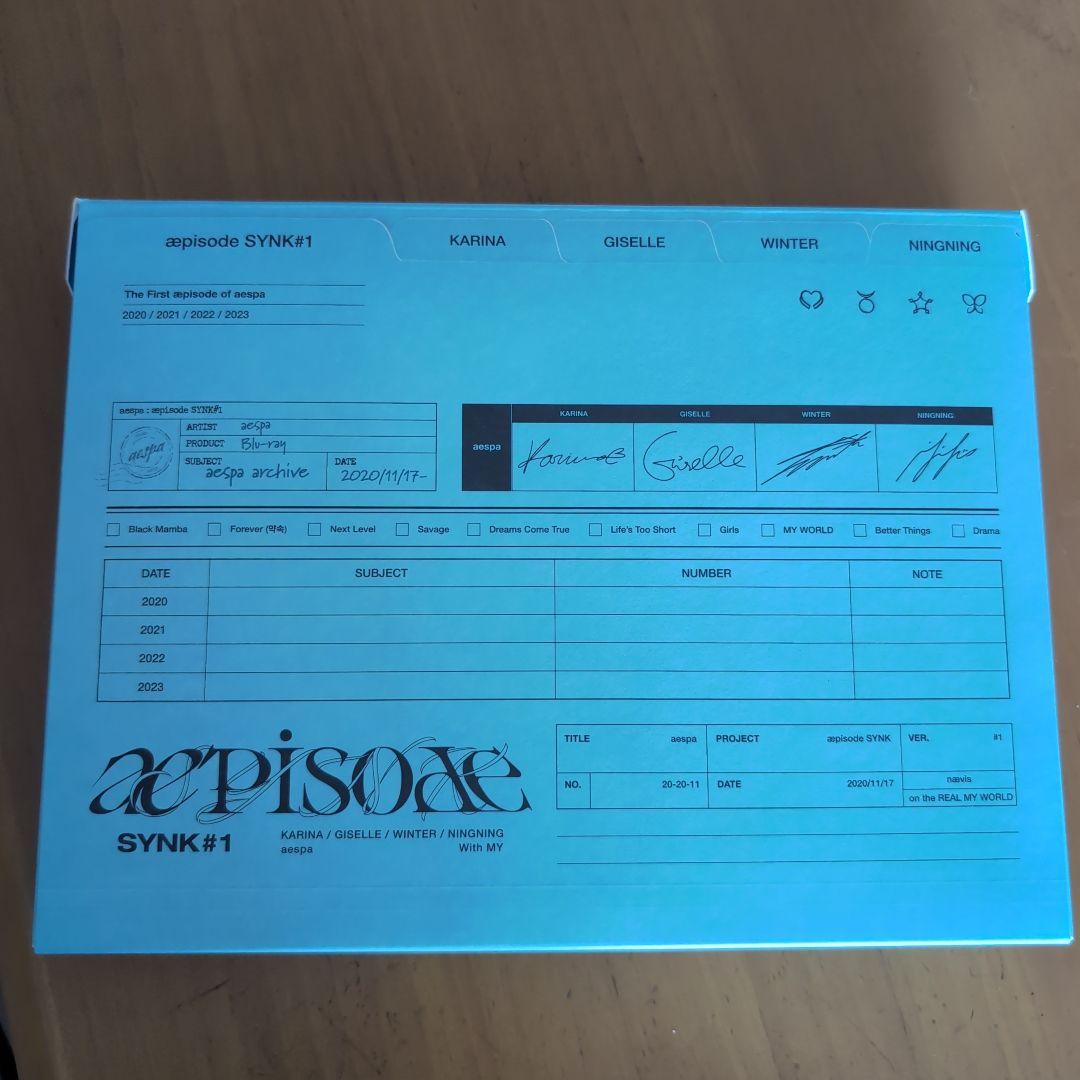 æpisode SYNK#1 KARINA GISELLE WINTER NINGNING
The First æpisode of aespa
2020 / 2021 / 2022 / 2023
aespa : æpisode SYNK#1
ARTIST aespa
PRODUCT Blu-ray
SUBJECT aespa archive
DATE 2020/11/17-
aespa
aespa
KARINA GISELLE WINTER NINGNING
Karina
Giselle
Black Mamba Forever (약속) Next Level Savage Dreams Come True Life's Too Short Girls MY WORLD Better Things Drama
DATE SUBJECT NUMBER NOTE
2020
2021
2022
2023
æpisode
SYNK#1
KARINA / GISELLE / WINTER / NINGNING
aespa With MY
TITLE aespa PROJECT æpisode SYNK VER. #1
NO. 20-20-11 DATE 2020/11/17 nævis
on the REAL MY WORLD